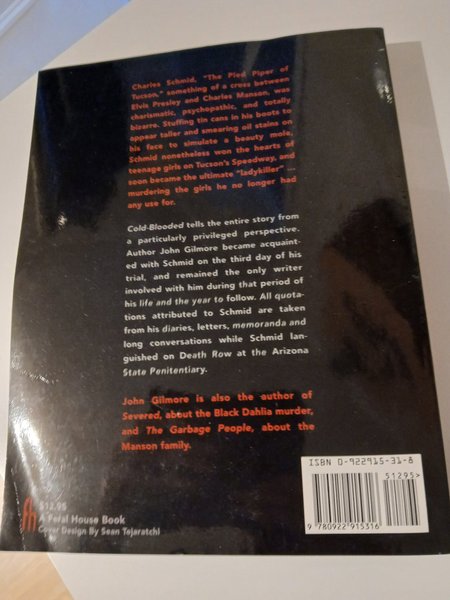 Charles Schmid, "The Pied Piper of
Tucson," something of a cross between
Elvis Presley and Charles Manson, was
charismatic, psychopathic, and totally
bizarre. Stuffing tin cans in his boots to
appear taller and smearing oil stains on
his face to simulate a beauty mole,
Schmid nonetheless won the hearts of
teenage girls on Tucson's Speedway, and
soon became the ultimate "ladykiller" ...
murdering the girls he no longer had
any use for.
Cold-Blooded tells the entire story from
a particularly privileged perspective.
Author John Gilmore became acquaint-
ed with Schmid on the third day of his
trial, and remained the only writer
involved with him during that period of
his life and the year to follow. All quota-
tions attributed to Schmid are taken
from his diaries, letters, memoranda and
long conversations while Schmid lan-
guished on Death Row at the Arizona
State Penitentiary.
John Gilmore is also the author of
Severed, about the Black Dahlia murder,
and The Garbage People, about the
Manson family.
ISBN 0-922915-31-8
51295>
9 780922 915316
$12.95
A Feral House Book
Cover Design By Sean Tejaratchi